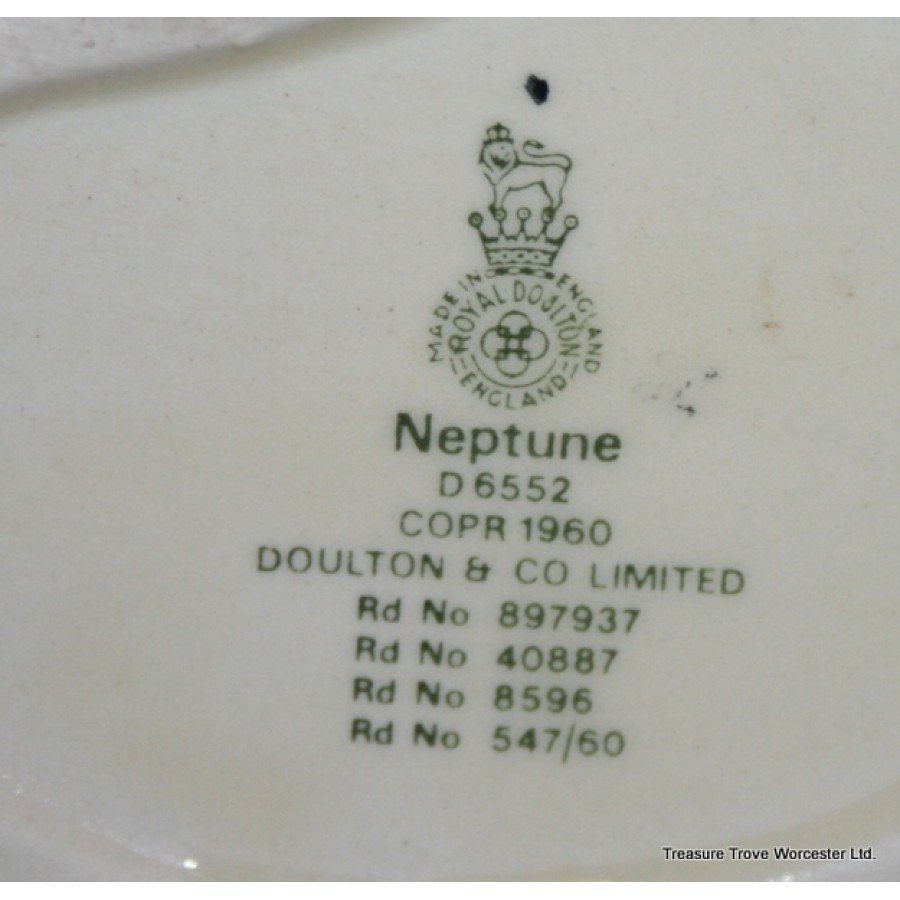 MADE IN ENGLAND
ROYAL DOULTON
ENGLAND
Neptune
D 6552
COPR 1960
DOULTON & CO LIMITED
Rd No 897937
Rd No 40887
Rd No 8596
Rd No 547/60
Treasure Trove Worcester Ltd.